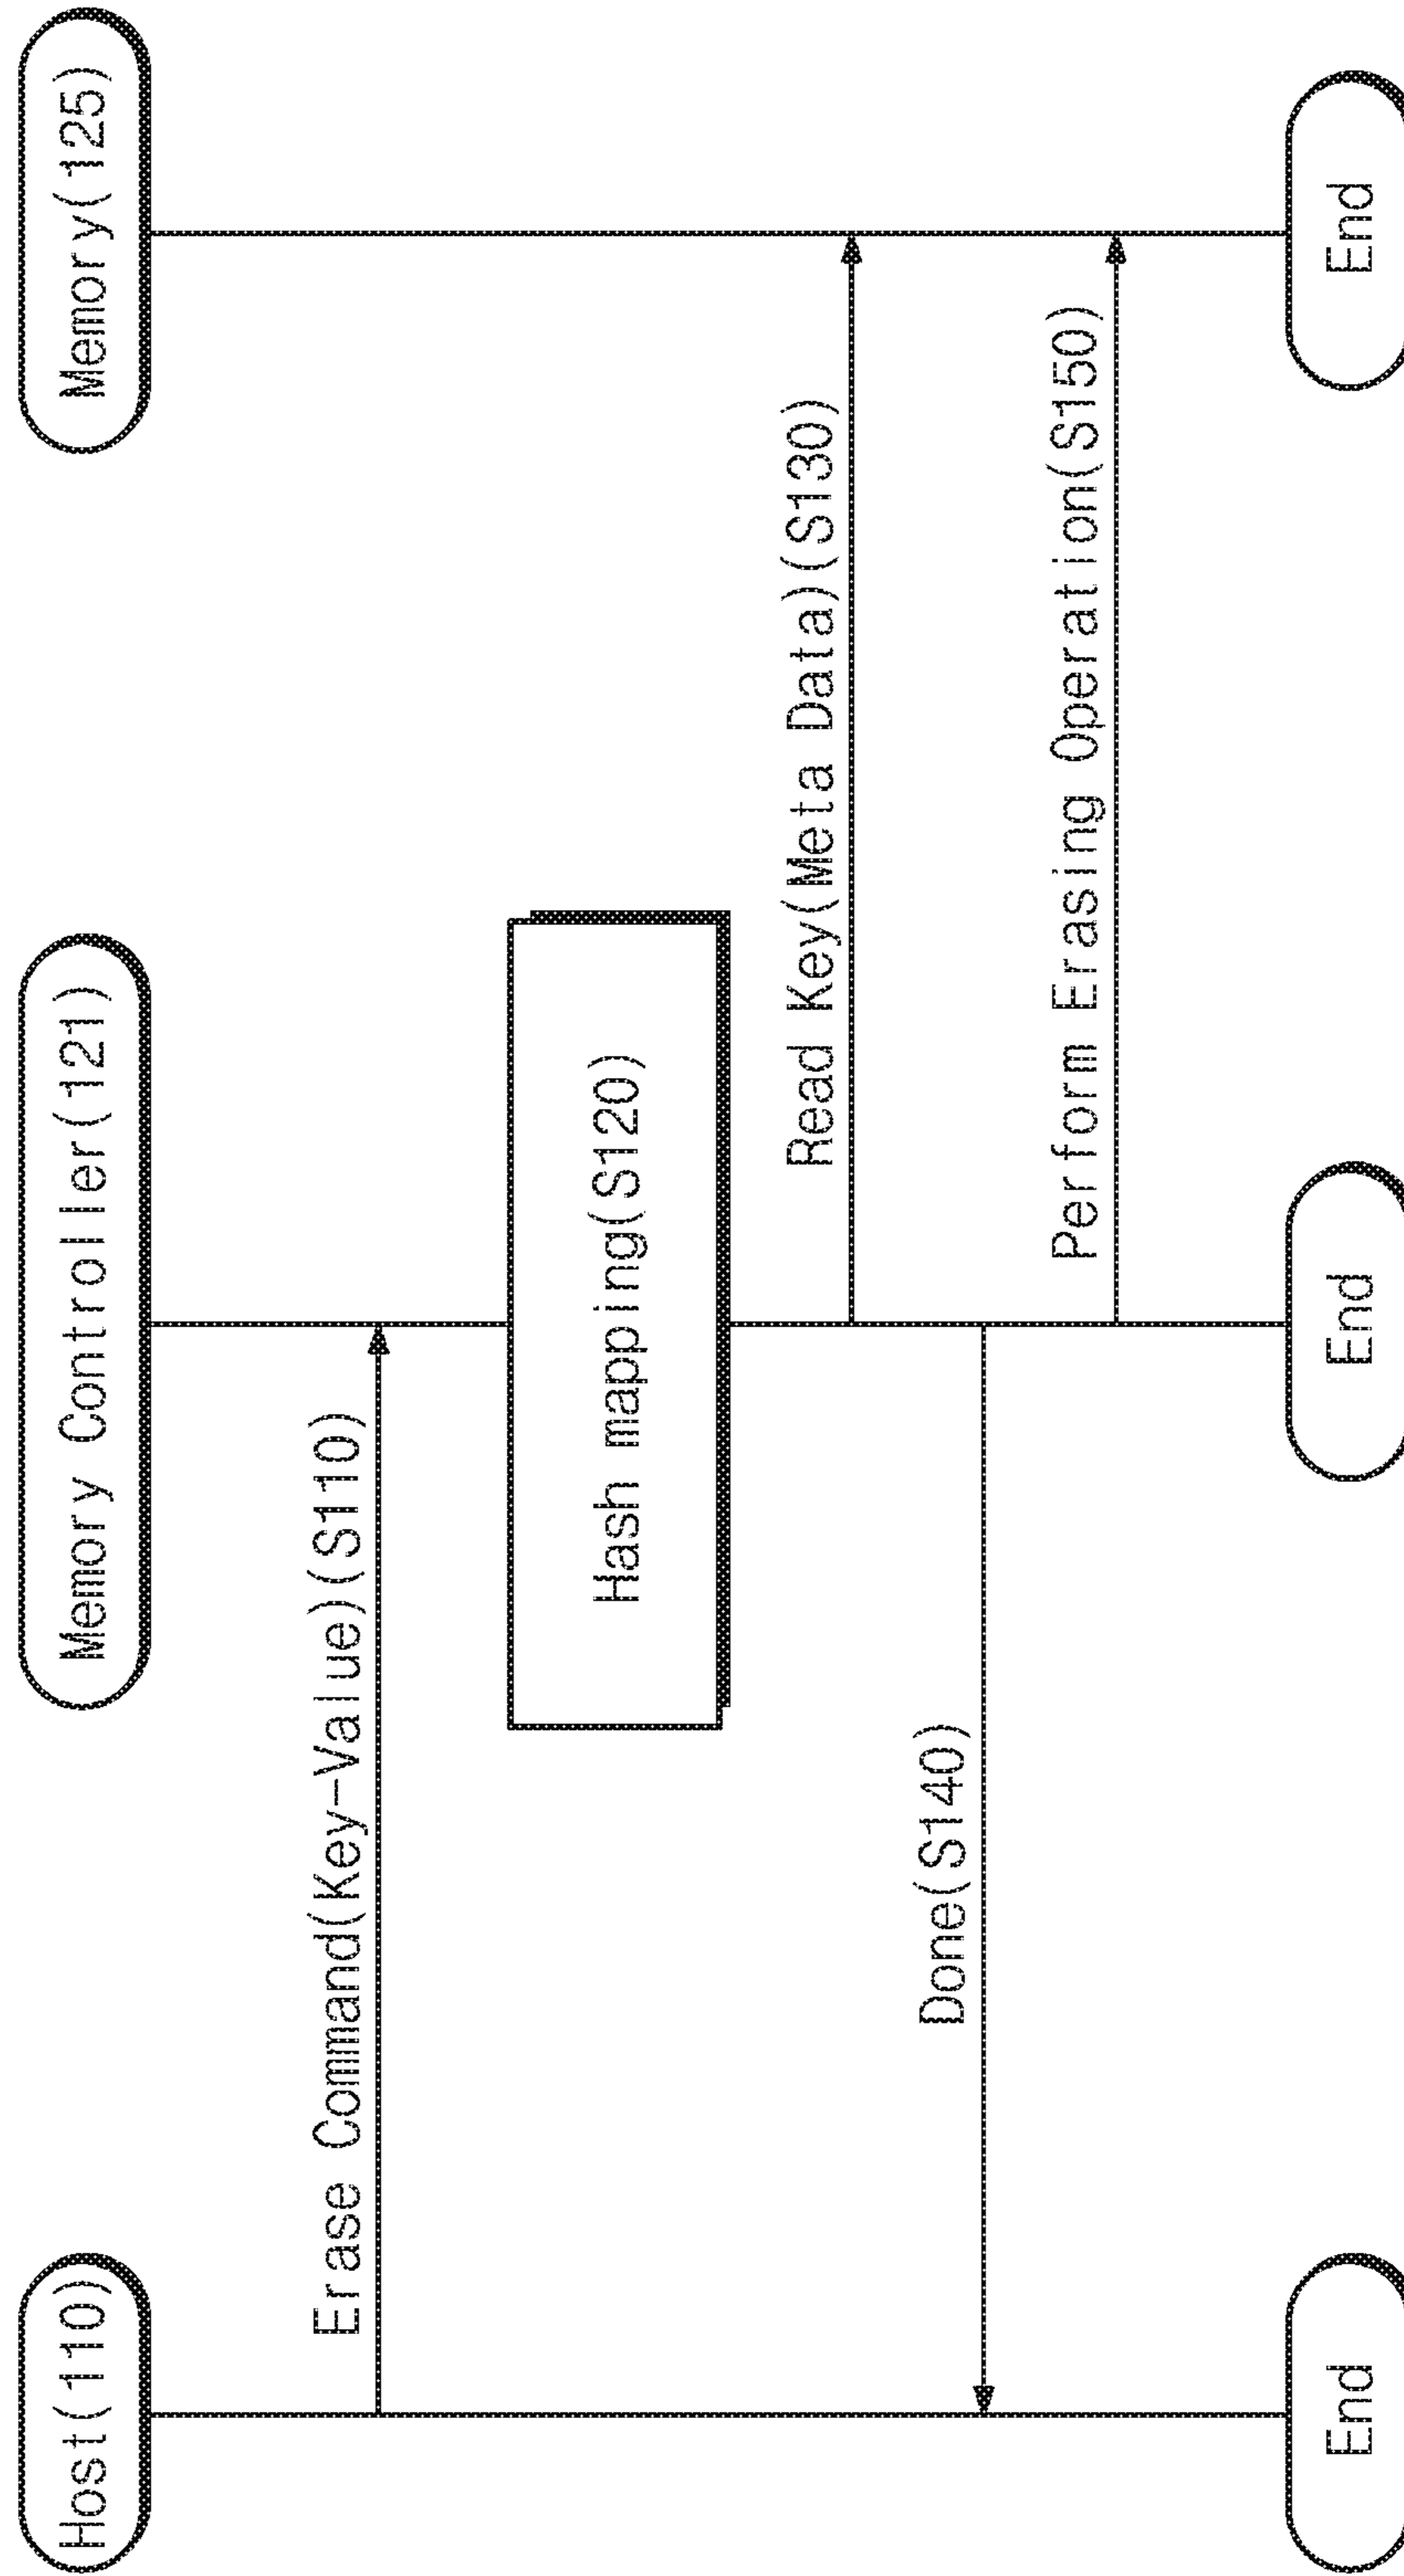 Host(110)
Memory Controller(121)
Memory(125)
Erase Command(Key-Value)(S110)
Hash mapping(S120)
Read Key(Meta Data)(S130)
Done(S140)
Perform Erasing Operation(S150)
End
End
End